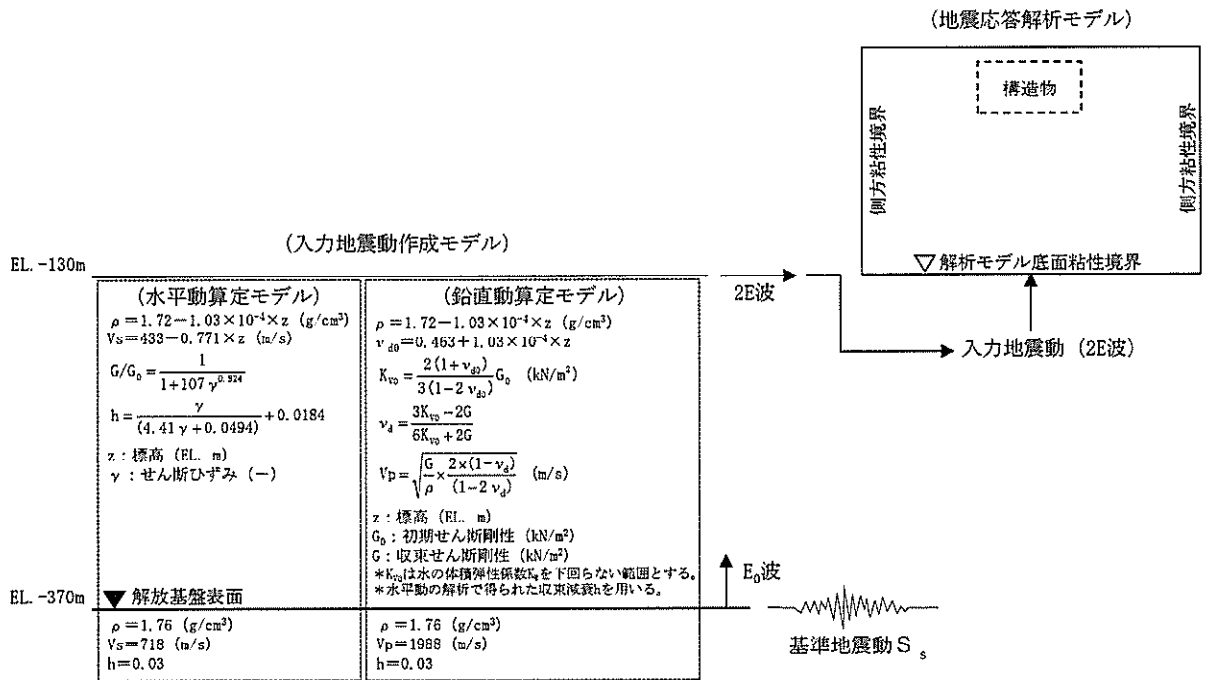 (地震応答解析モデル)
構造物
側方粘性境界
側方粘性境界
▽解析モデル底面粘性境界
入力地震動 (2E波)
(入力地震動作成モデル)
EL. -130m
2E波
(水平動算定モデル)
ρ=1.72-1.03×10⁻⁴×z (g/cm³)
Vs=433-0.771×z (m/s)
G/G₀=1/(1+107γ^0.824)
h=γ/(4.41γ+0.0494)+0.0184
z:標高 (EL. m)
γ:せん断ひずみ (-)
(鉛直動算定モデル)
ρ=1.72-1.03×10⁻⁴×z (g/cm³)
ν_d0=0.463+1.03×10⁻⁴×z
K_v0=2(1+ν_d0)/3(1-2ν_d0) G₀ (kN/m²)
ν_d=(3K_v0-2G)/(6K_v0+2G)
Vp=√(G/ρ×2×(1-ν_d)/(1-2ν_d)) (m/s)
z:標高 (EL. m)
G₀:初期せん断剛性 (kN/m²)
G:収束せん断剛性 (kN/m²)
*K_v0は水の体積弾性係数を下回らない範囲とする。
*水平動の解析で得られた収束減衰hを用いる。
EL. -370m
▼解放基盤表面
E₀波
ρ=1.76 (g/cm³)
Vs=718 (m/s)
h=0.03
ρ=1.76 (g/cm³)
Vp=1988 (m/s)
h=0.03
基準地震動Ss